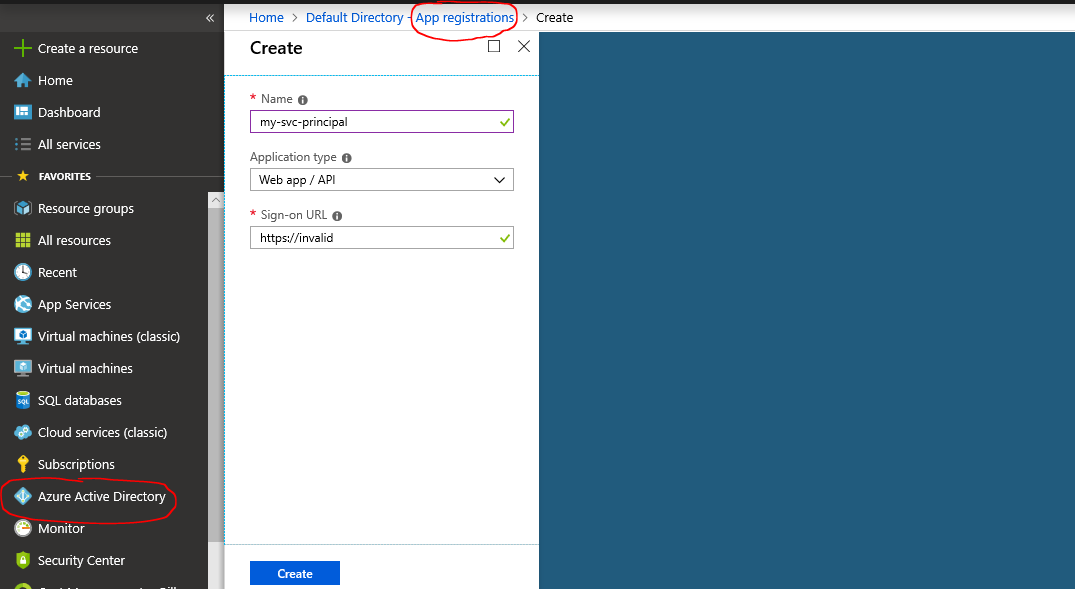 «
Home > Default Directory - App registrations > Create
Create a resource
Home
Dashboard
All services
FAVORITES
Resource groups
All resources
Recent
App Services
Virtual machines (classic)
Virtual machines
SQL databases
Cloud services (classic)
Subscriptions
Azure Active Directory
Monitor
Security Center
Create
* Name
my-svc-principal
Application type
Web app / API
* Sign-on URL
https://invalid
Create